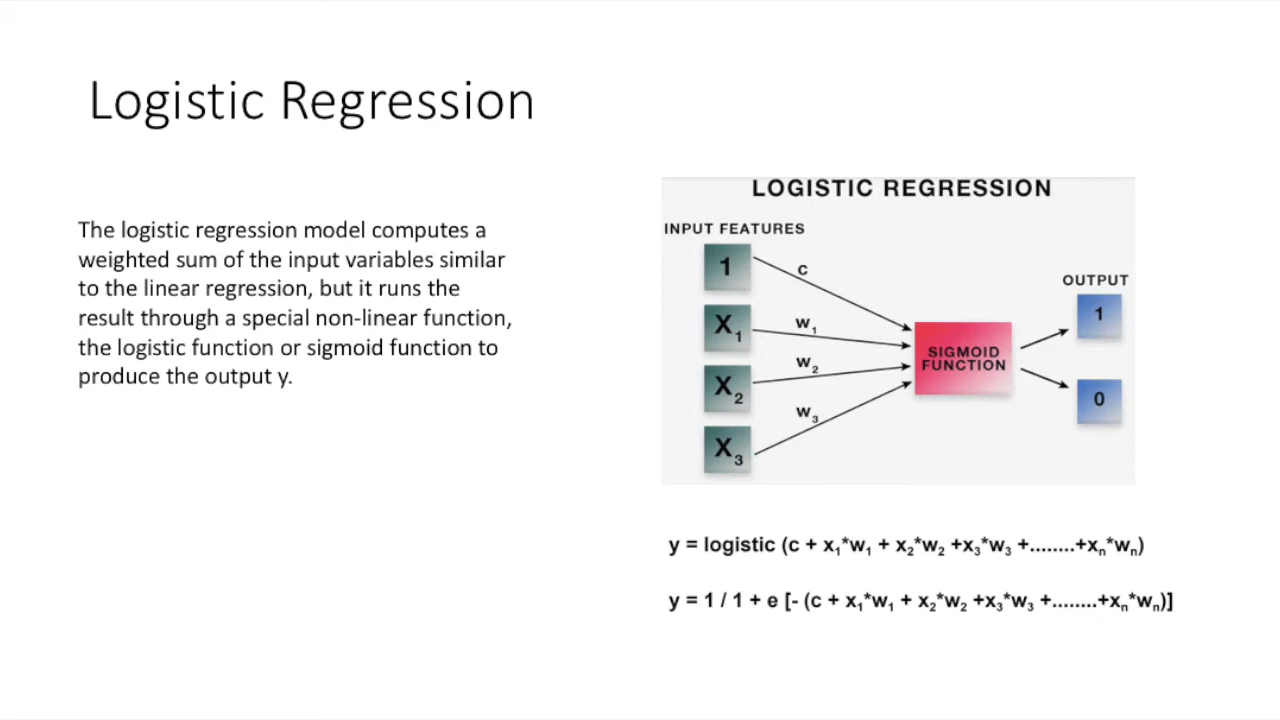 Logistic Regression
The logistic regression model computes a
weighted sum of the input variables similar
to the linear regression, but it runs the
result through a special non-linear function,
the logistic function or sigmoid function to
produce the output y.
LOGISTIC REGRESSION
INPUT FEATURES
1
c
X₁
w₁
X₂
w₂
X₃
w₃
SIGMOID
FUNCTION
OUTPUT
1
0
y = logistic (c + x₁*w₁ + x₂*w₂ +x₃*w₃ +........+xₙ*wₙ)
y = 1 / 1 + e [- (c + x₁*w₁ + x₂*w₂ +x₃*w₃ +........+xₙ*wₙ)]